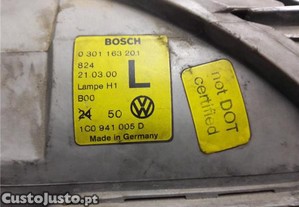 BOSCH
0 301 163 201
824
21 03 00
L
Lampe H1
B00
24 50
1C0 941 005 D
Made in Germany
not DOT
certified
CustoJusto.pt